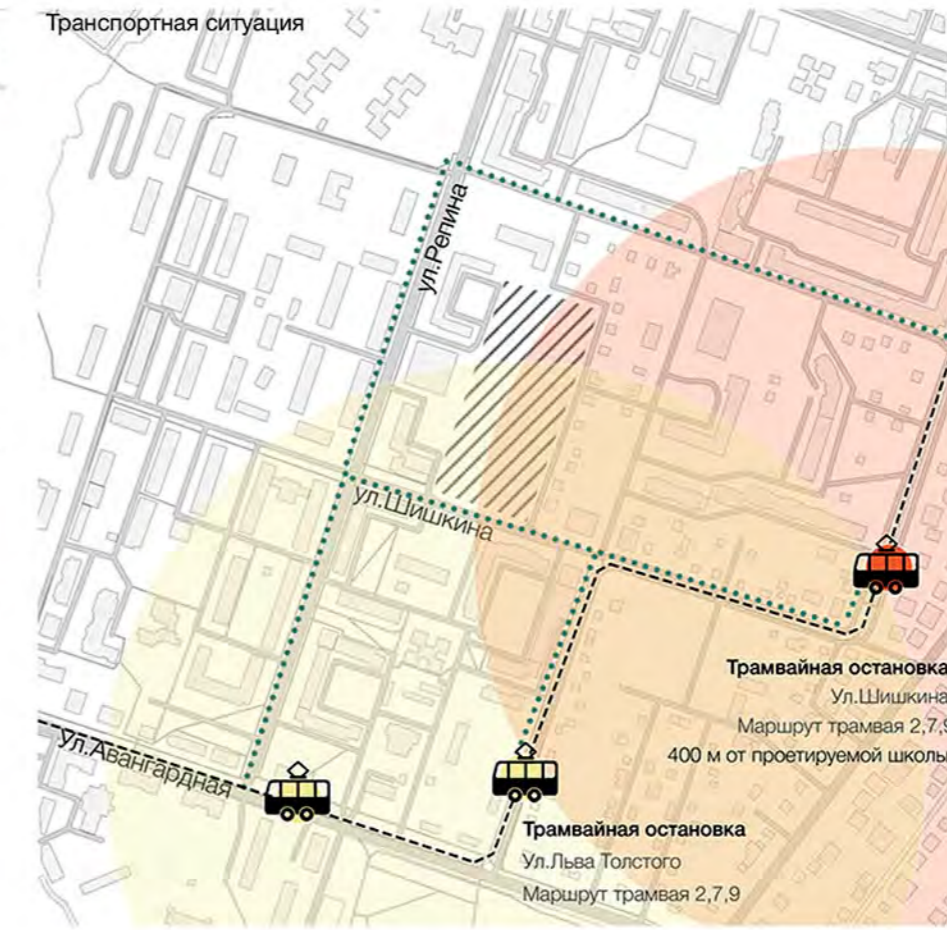 Транспортная ситуация
ул.Репина
ул.Шишкина
Трамвайная остановка
Ул.Шишкина
Маршрут трамвая 2,7,9
400 м от проетируемой школы
Ул.Авангардная
Трамвайная остановка
Ул.Льва Толстого
Маршрут трамвая 2,7,9